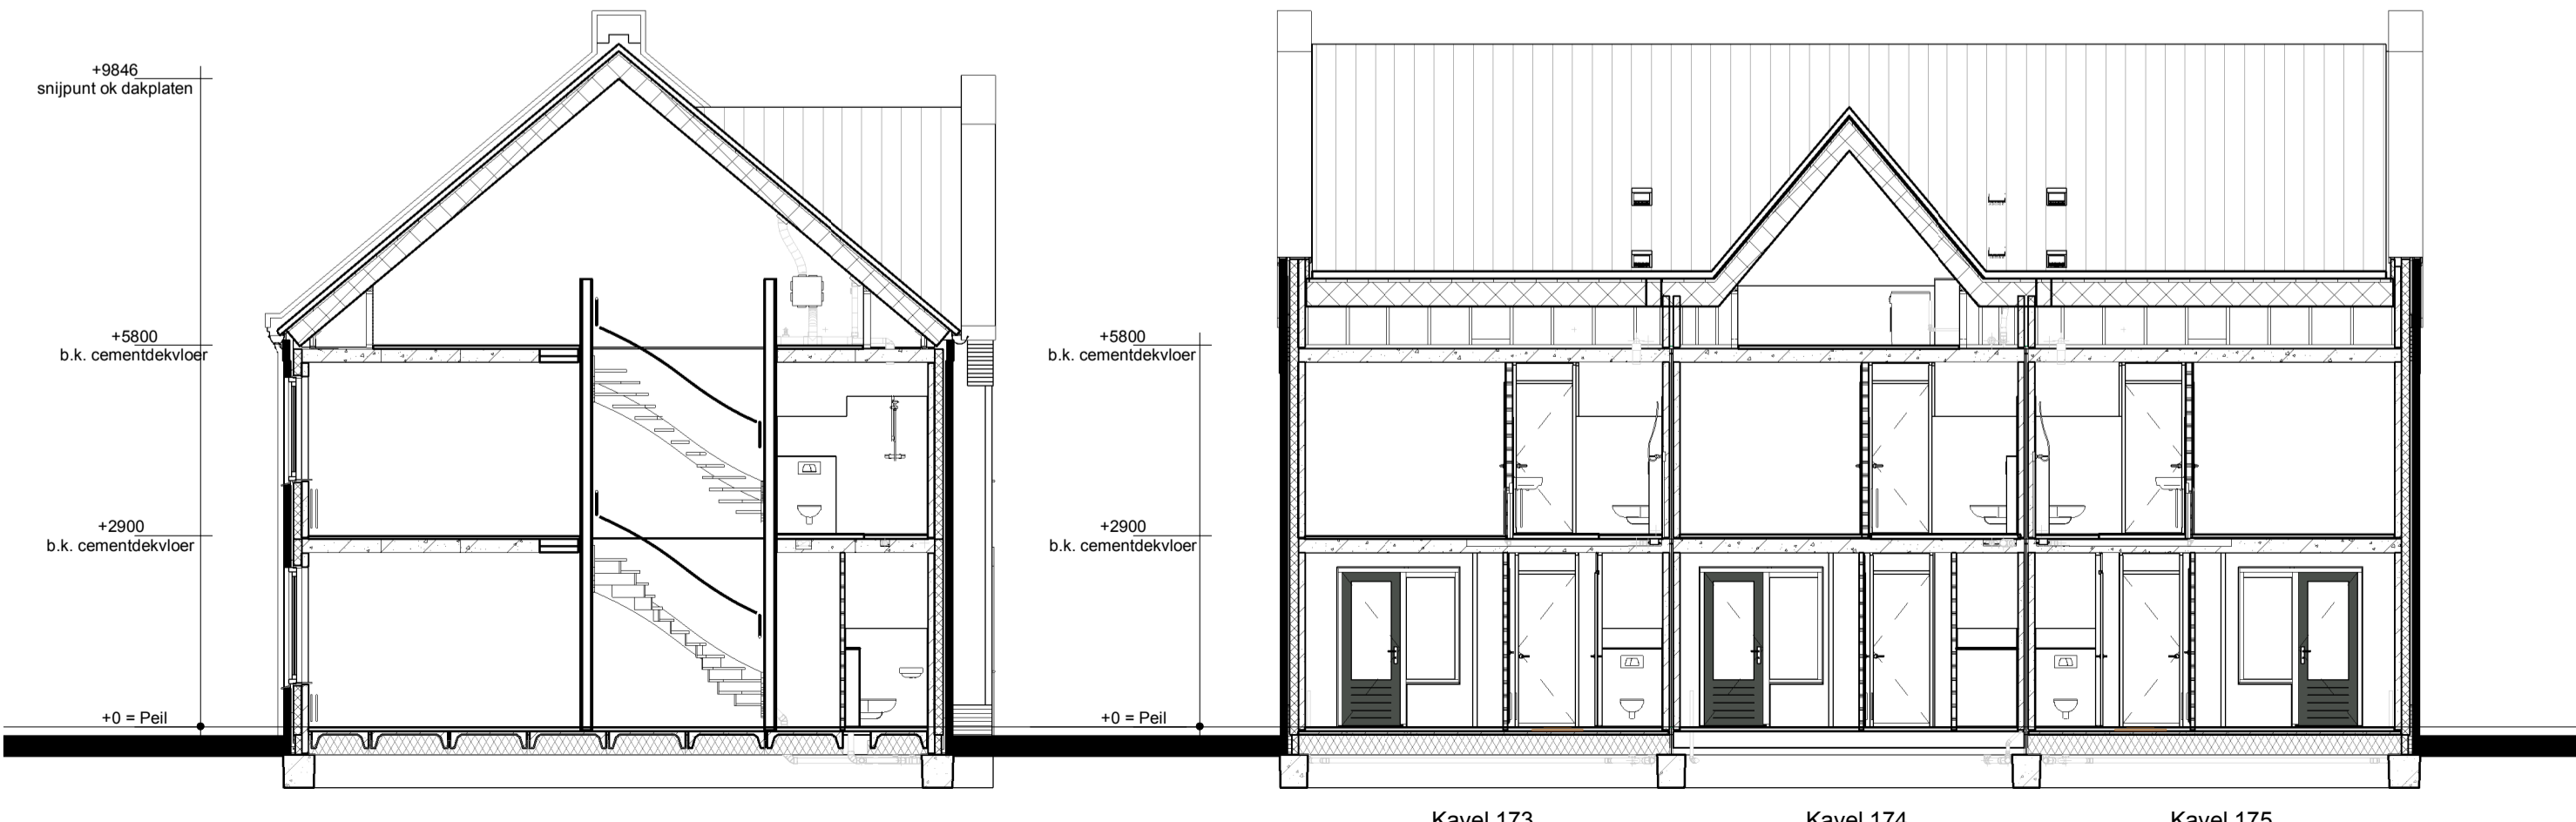 +9846
snijpunt ok dakplaten
+5800
b.k. cementdekvloer
+2900
b.k. cementdekvloer
+0 = Peil
+5800
b.k. cementdekvloer
+2900
b.k. cementdekvloer
+0 = Peil
Kavel 173
Kavel 174
Kavel 175